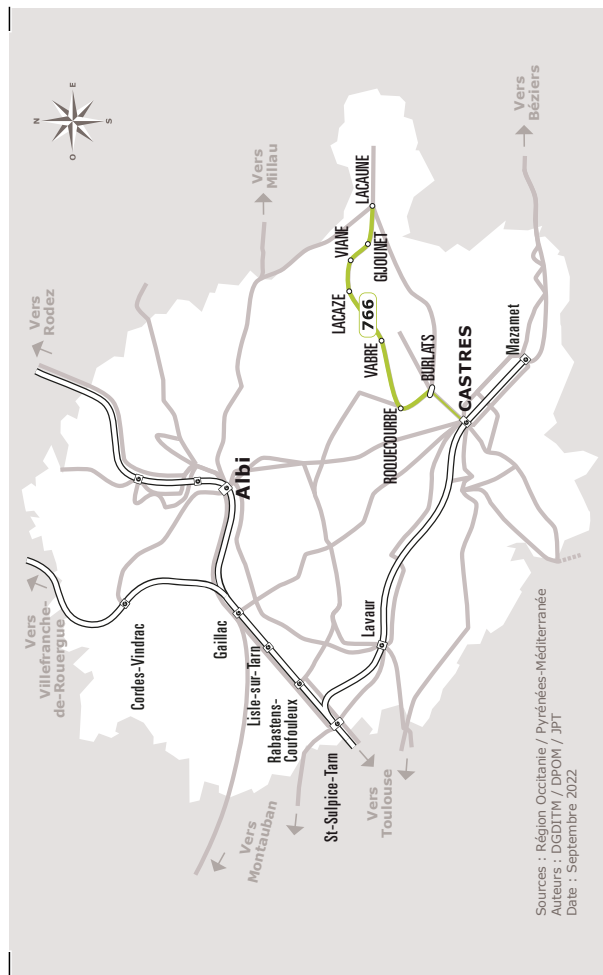 N
E
S
O
Vers
Rodez
Vers
Millau
Vers
Béziers
Vers
Villefranche-
de-Rouergue
Cordes-Vindrac
Albi
Gaillac
Lisle-sur-Tarn
Rabastens-
Coufouleux
St-Sulpice-Tarn
Vers
Montauban
Vers
Toulouse
Lavaur
LACAUNE
GIJOUNET
VIANE
LACAZE
766
VABRE
ROQUECOURBE
BURLATS
CASTRES
Mazamet
Sources : Région Occitanie / Pyrénées-Méditerranée
Auteurs : DGDITM / DPOM / JPT
Date : Septembre 2022